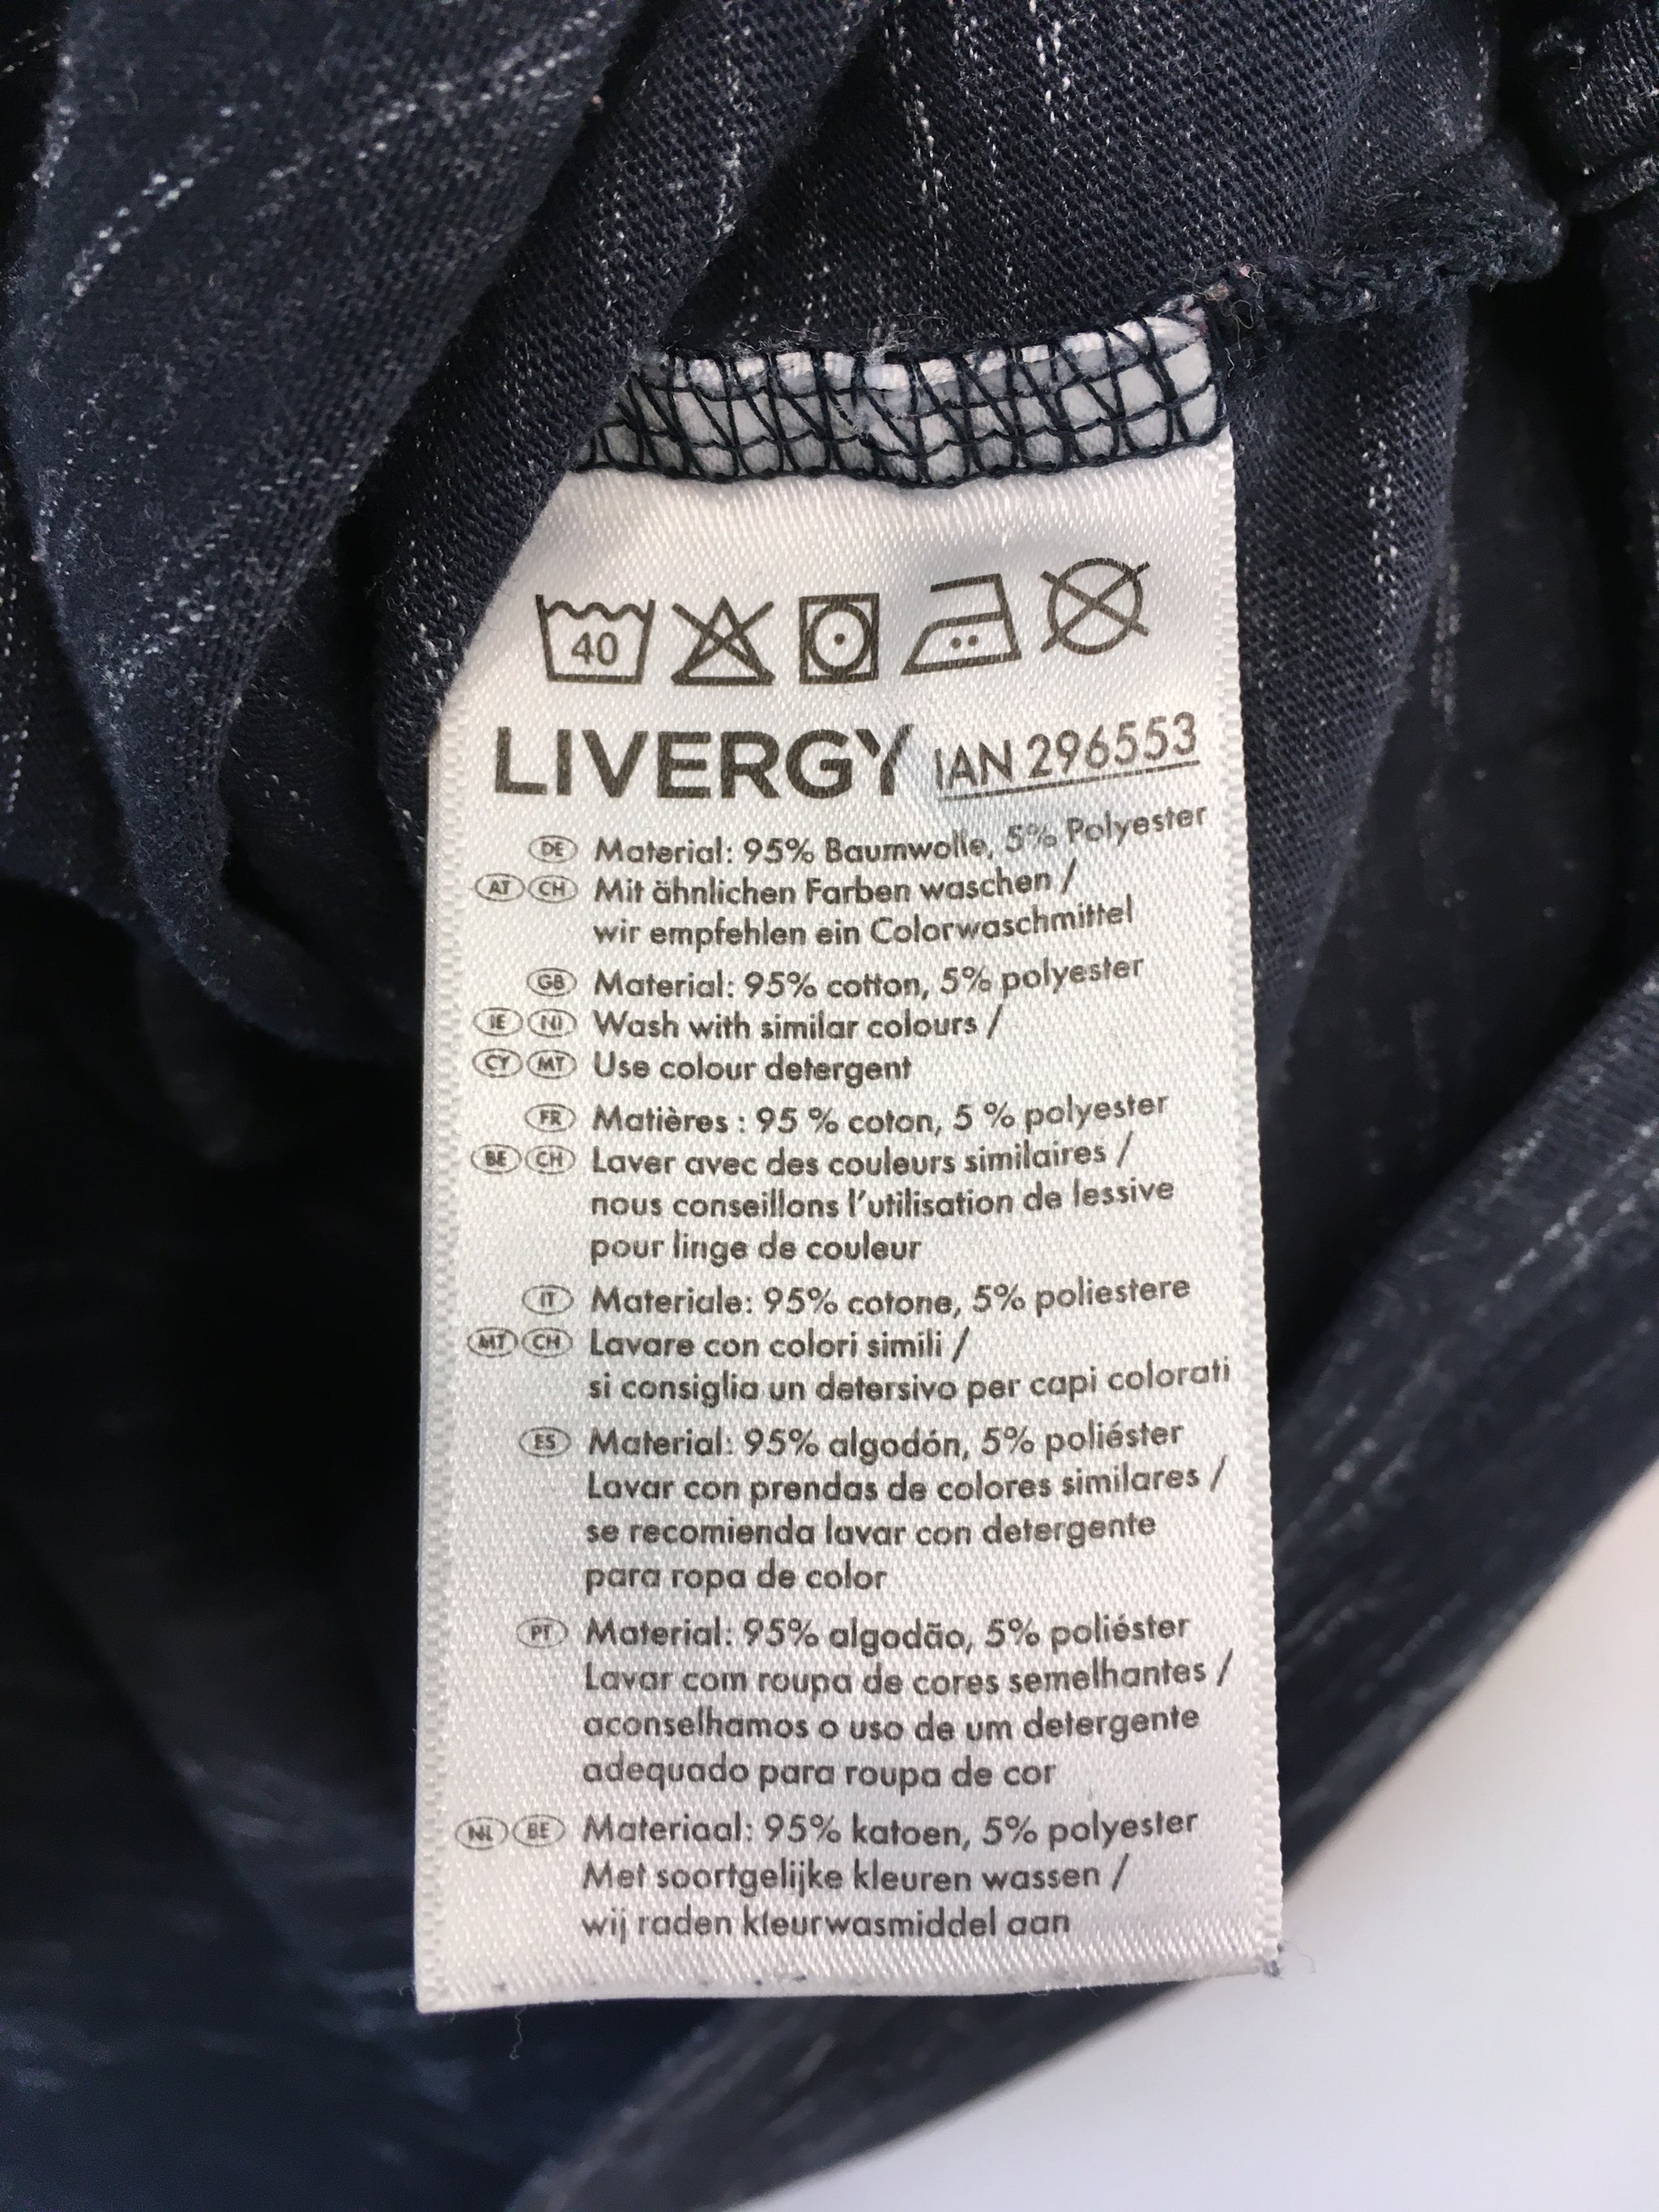 40
LIVERGY IAN 296553
DE Material: 95% Baumwolle, 5% Polyester
AT CH Mit ähnlichen Farben waschen /
wir empfehlen ein Colorwaschmittel
GB Material: 95% cotton, 5% polyester
IE NI Wash with similar colours /
CY MT Use colour detergent
FR Matières : 95 % coton, 5 % polyester
BE CH Laver avec des couleurs similaires /
nous conseillons l'utilisation de lessive
pour linge de couleur
IT Materiale: 95% cotone, 5% poliestere
MT CH Lavare con colori simili /
si consiglia un detersivo per capi colorati
ES Material: 95% algodón, 5% poliéster
Lavar con prendas de colores similares /
se recomienda lavar con detergente
para ropa de color
PT Material: 95% algodão, 5% poliéster
Lavar com roupa de cores semelhantes /
aconselhamos o uso de um detergente
adequado para roupa de cor
NL BE Materiaal: 95% katoen, 5% polyester
Met soortgelijke kleuren wassen /
wij raden kleurwasmiddel aan